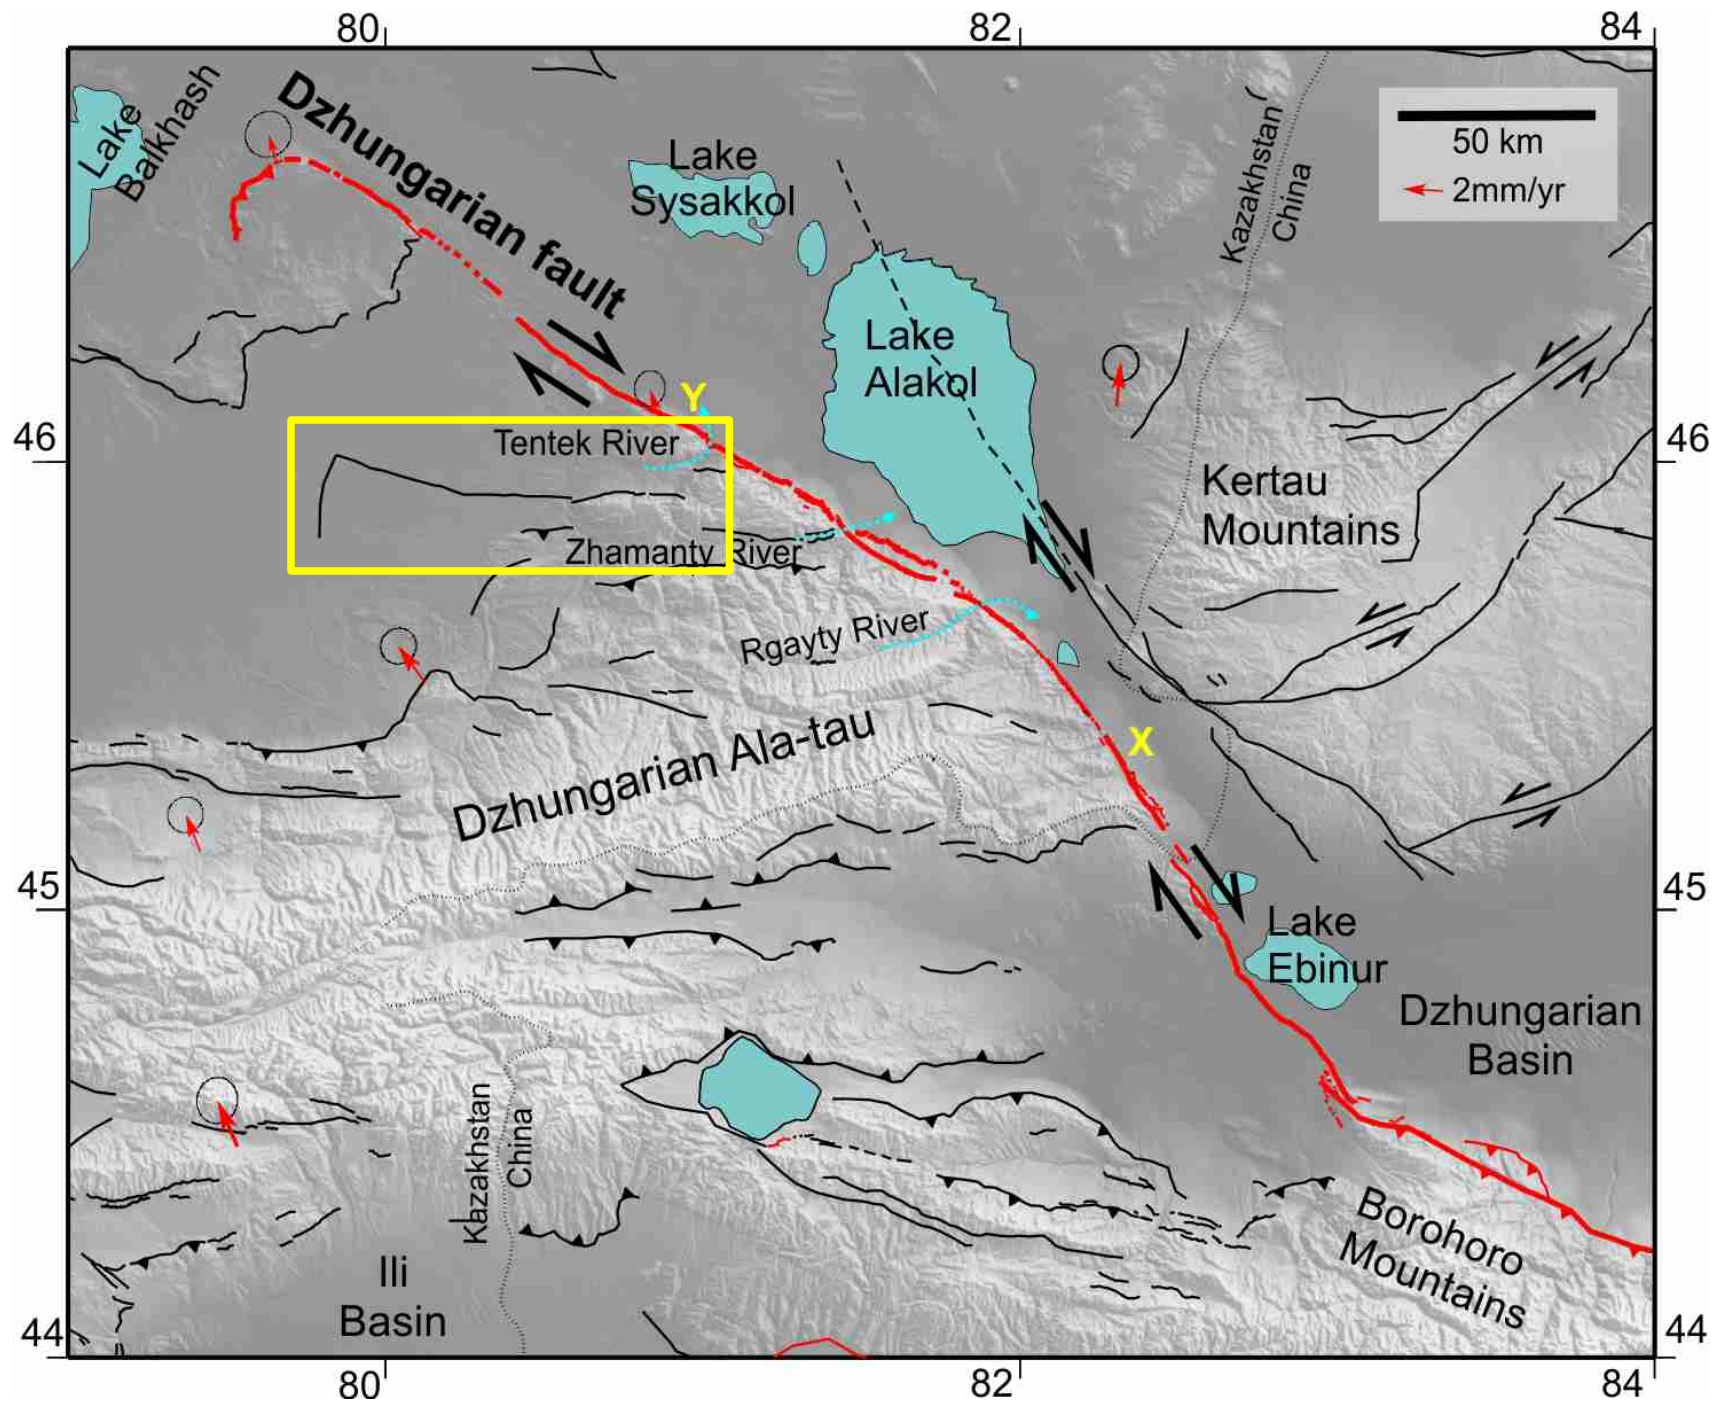 80
82
84
Lake
Balkhash
Dzhungarian fault
Lake
Sysakkol
Kazakhstan
China
50 km
2mm/yr
Lake
Alakol
Y
46
Tentek River
46
Kertau
Mountains
Zhamanty River
Rgayty River
Dzhungarian Ala-tau
X
45
45
Lake
Ebinur
Dzhungarian
Basin
Kazakhstan
China
Borohoro
Mountains
Ili
Basin
44
44
80
82
84